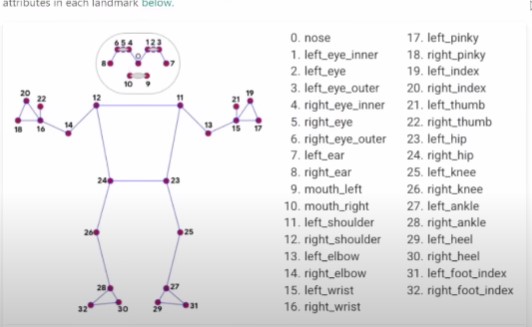 attributes in each landmark below.
6 5 4 1 2 3
8 0 7
10 9
20 22 12 11 21 19
18 16 14 13 15 17
24 23
26 25
28 27
32 30 29 31
0. nose
1. left_eye_inner
2. left_eye
3. left_eye_outer
4. right_eye_inner
5. right_eye
6. right_eye_outer
7. left_ear
8. right_ear
9. mouth_left
10. mouth_right
11. left_shoulder
12. right_shoulder
13. left_elbow
14. right_elbow
15. left_wrist
16. right_wrist
17. left_pinky
18. right_pinky
19. left_index
20. right_index
21. left_thumb
22. right_thumb
23. left_hip
24. right_hip
25. left_knee
26. right_knee
27. left_ankle
28. right_ankle
29. left_heel
30. right_heel
31. left_foot_index
32. right_foot_index